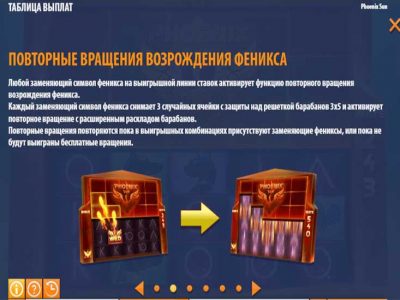 ТАБЛИЦА ВЫПЛАТ
Phoenix Sun
ПОВТОРНЫЕ ВРАЩЕНИЯ ВОЗРОЖДЕНИЯ ФЕНИКСА
Любой заменяющий символ феникса на выигрышной линии ставок активирует функцию повторного вращения
возрождения феникса.
Каждый заменяющий символ феникса снимает 3 случайных ячейки с защиты над решеткой барабанов 3x5 и активирует
повторное вращение с расширенным раскладом барабанов.
Повторные вращения повторяются пока в выигрышных комбинациях присутствуют заменяющие фениксы, или пока не
будут выиграны бесплатные вращения.
PHOENIX
WILD
PHOENIX